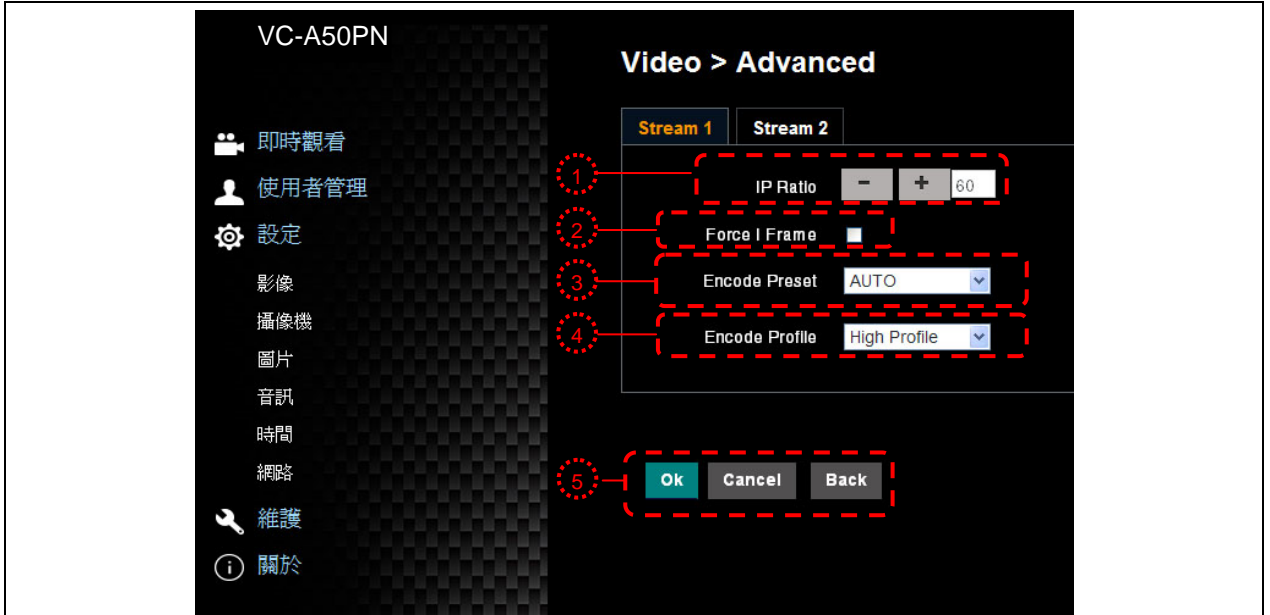 VC-A50PN
即時觀看
使用者管理
設定
影像
攝像機
圖片
音訊
時間
網路
維護
關於
Video > Advanced
Stream 1 Stream 2
1 IP Ratio - + 60
2 Force I Frame
3 Encode Preset AUTO
4 Encode Profile High Profile
5 Ok Cancel Back